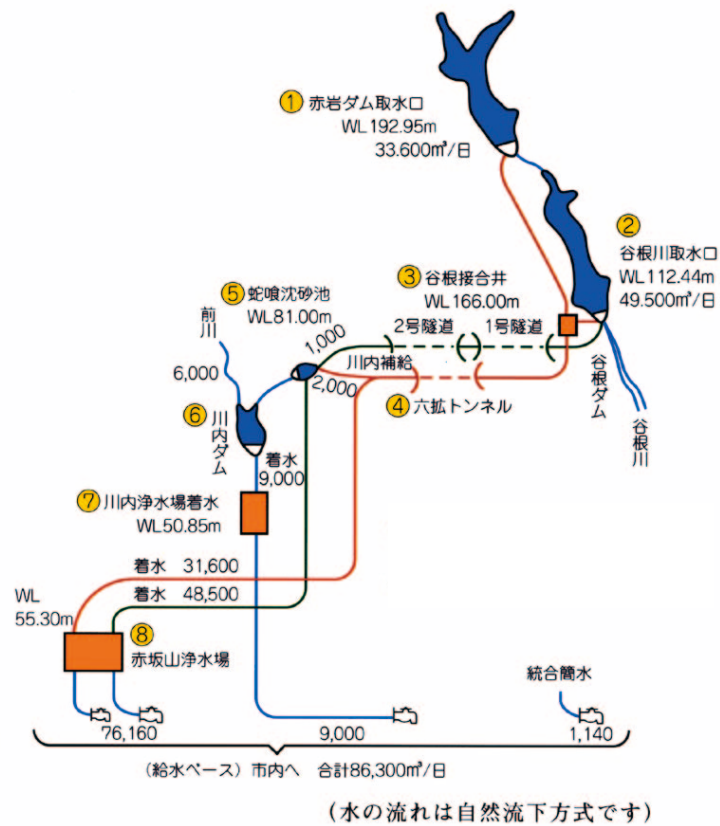 ① 赤岩ダム取水口
WL192.95m
33.600m³/日
②
谷根川取水口
WL112.44m
49.500m³/日
③ 谷根接合井
WL166.00m
⑤ 蛇喰沈砂池
WL81.00m
前川
1,000
2号隧道
1号隧道
川内補給
6,000
2,000
谷根ダム
④ 六拡トンネル
谷根川
⑥
川内ダム
着水
9,000
⑦ 川内浄水場着水
WL50.85m
着水 31,600
着水 48,500
WL
55.30m
⑧
赤坂山浄水場
統合簡水
76,160
9,000
1,140
(給水ベース) 市内へ 合計86,300m³/日
(水の流れは自然流下方式です)